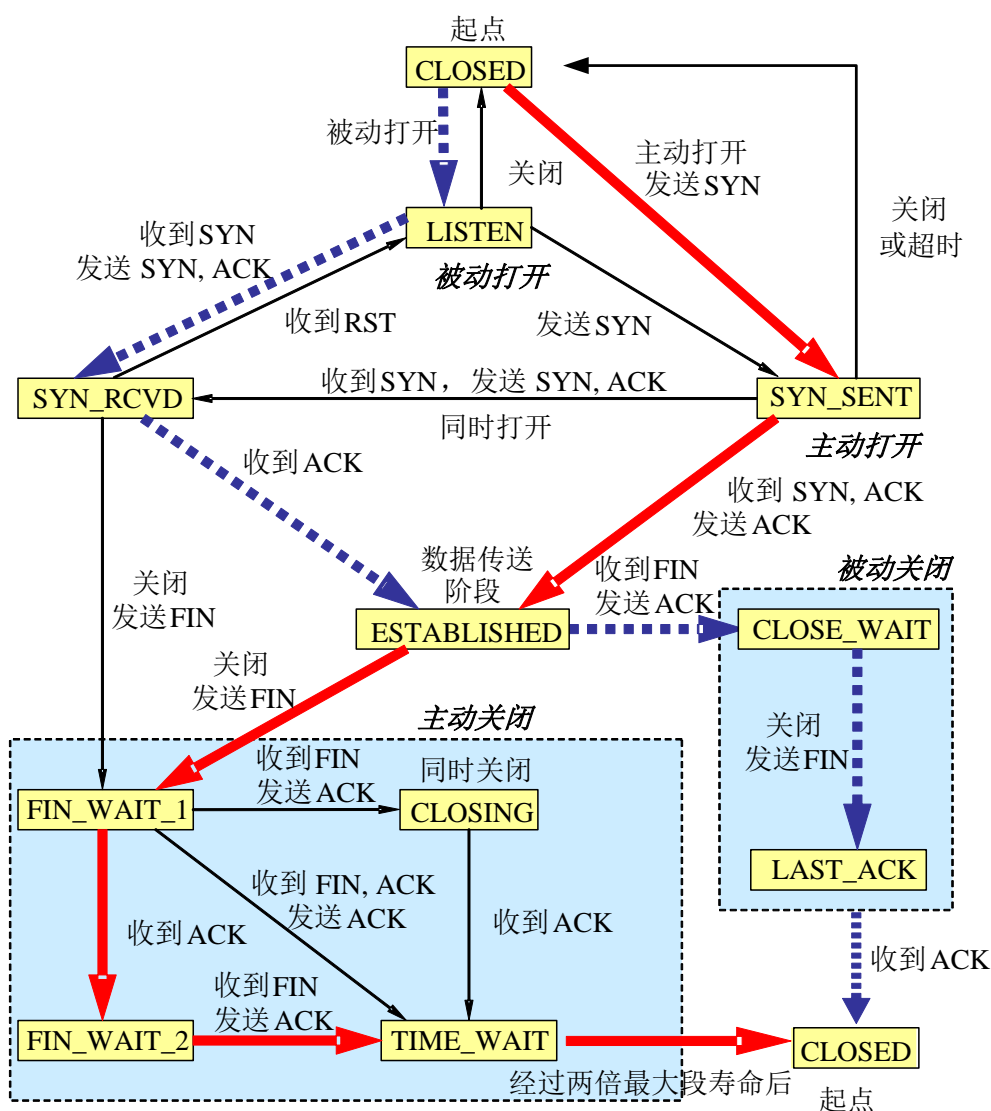 起点
CLOSED
被动打开
关闭
主动打开
发送SYN
关闭
或超时
收到SYN
发送 SYN, ACK
LISTEN
被动打开
收到RST
发送SYN
SYN_RCVD
收到SYN，发送 SYN, ACK
同时打开
SYN_SENT
主动打开
收到ACK
收到 SYN, ACK
发送ACK
数据传送
阶段
收到FIN
发送ACK
被动关闭
关闭
发送FIN
ESTABLISHED
CLOSE_WAIT
关闭
发送FIN
主动关闭
关闭
发送FIN
收到FIN
发送ACK
同时关闭
FIN_WAIT_1
CLOSING
LAST_ACK
收到 FIN, ACK
发送ACK
收到ACK
收到ACK
收到ACK
收到FIN
发送ACK
FIN_WAIT_2
TIME_WAIT
CLOSED
经过两倍最大段寿命后
起点